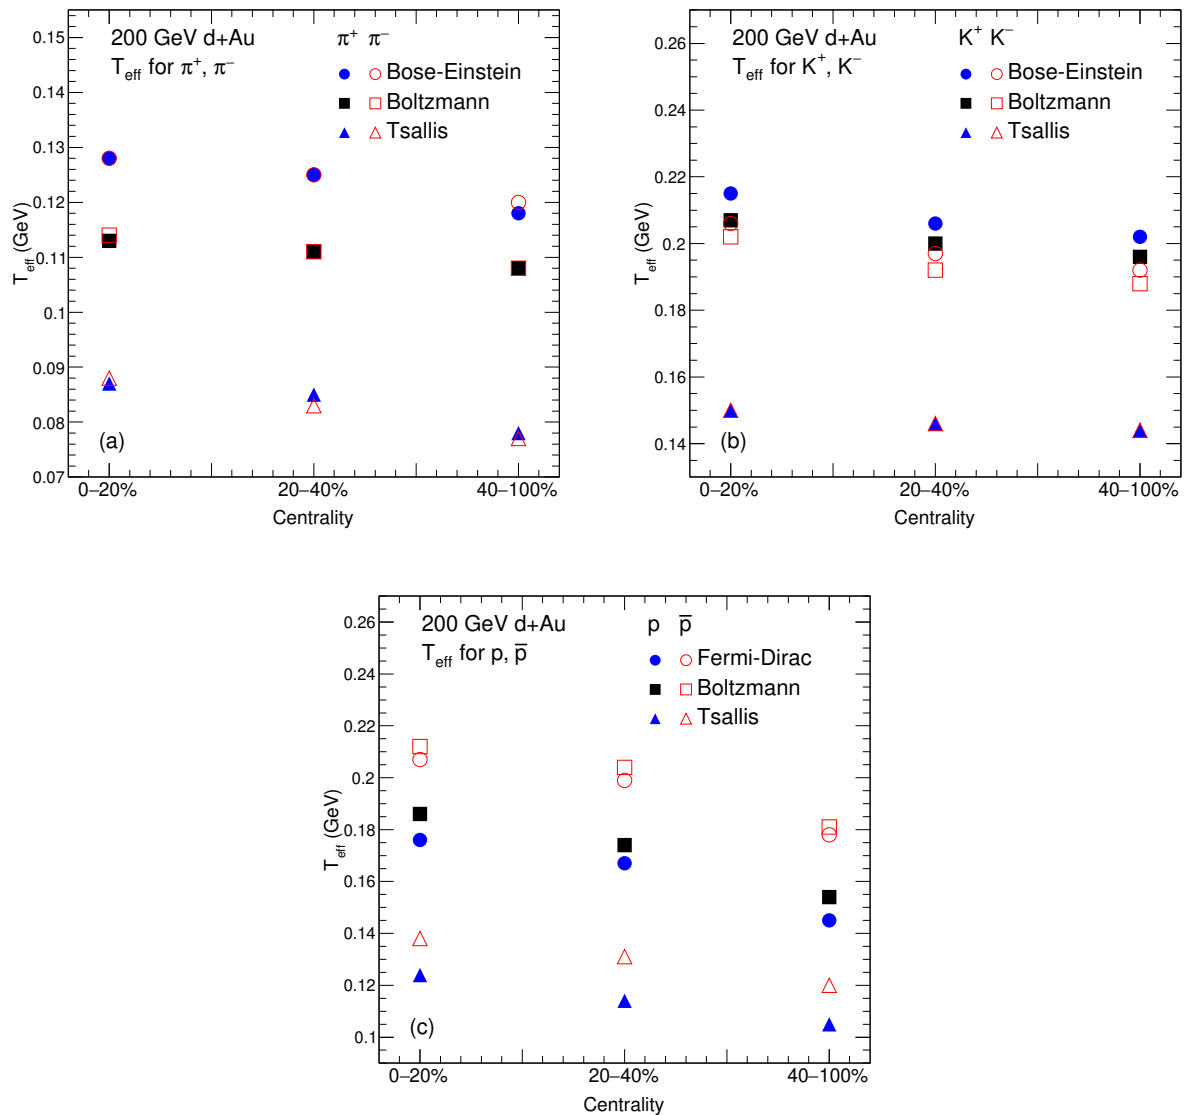 200 GeV d+Au
T_eff for π⁺, π⁻
π⁺ π⁻
Bose-Einstein
Boltzmann
Tsallis
0.15
0.14
0.13
0.12
0.11
0.1
0.09
0.08
0.07
T_eff (GeV)
(a)
0–20%
20–40%
40–100%
Centrality
200 GeV d+Au
T_eff for K⁺, K⁻
K⁺ K⁻
Bose-Einstein
Boltzmann
Tsallis
0.26
0.24
0.22
0.2
0.18
0.16
0.14
T_eff (GeV)
(b)
0–20%
20–40%
40–100%
Centrality
200 GeV d+Au
T_eff for p, p̅
p p̅
Fermi-Dirac
Boltzmann
Tsallis
0.26
0.24
0.22
0.2
0.18
0.16
0.14
0.12
0.1
T_eff (GeV)
(c)
0–20%
20–40%
40–100%
Centrality